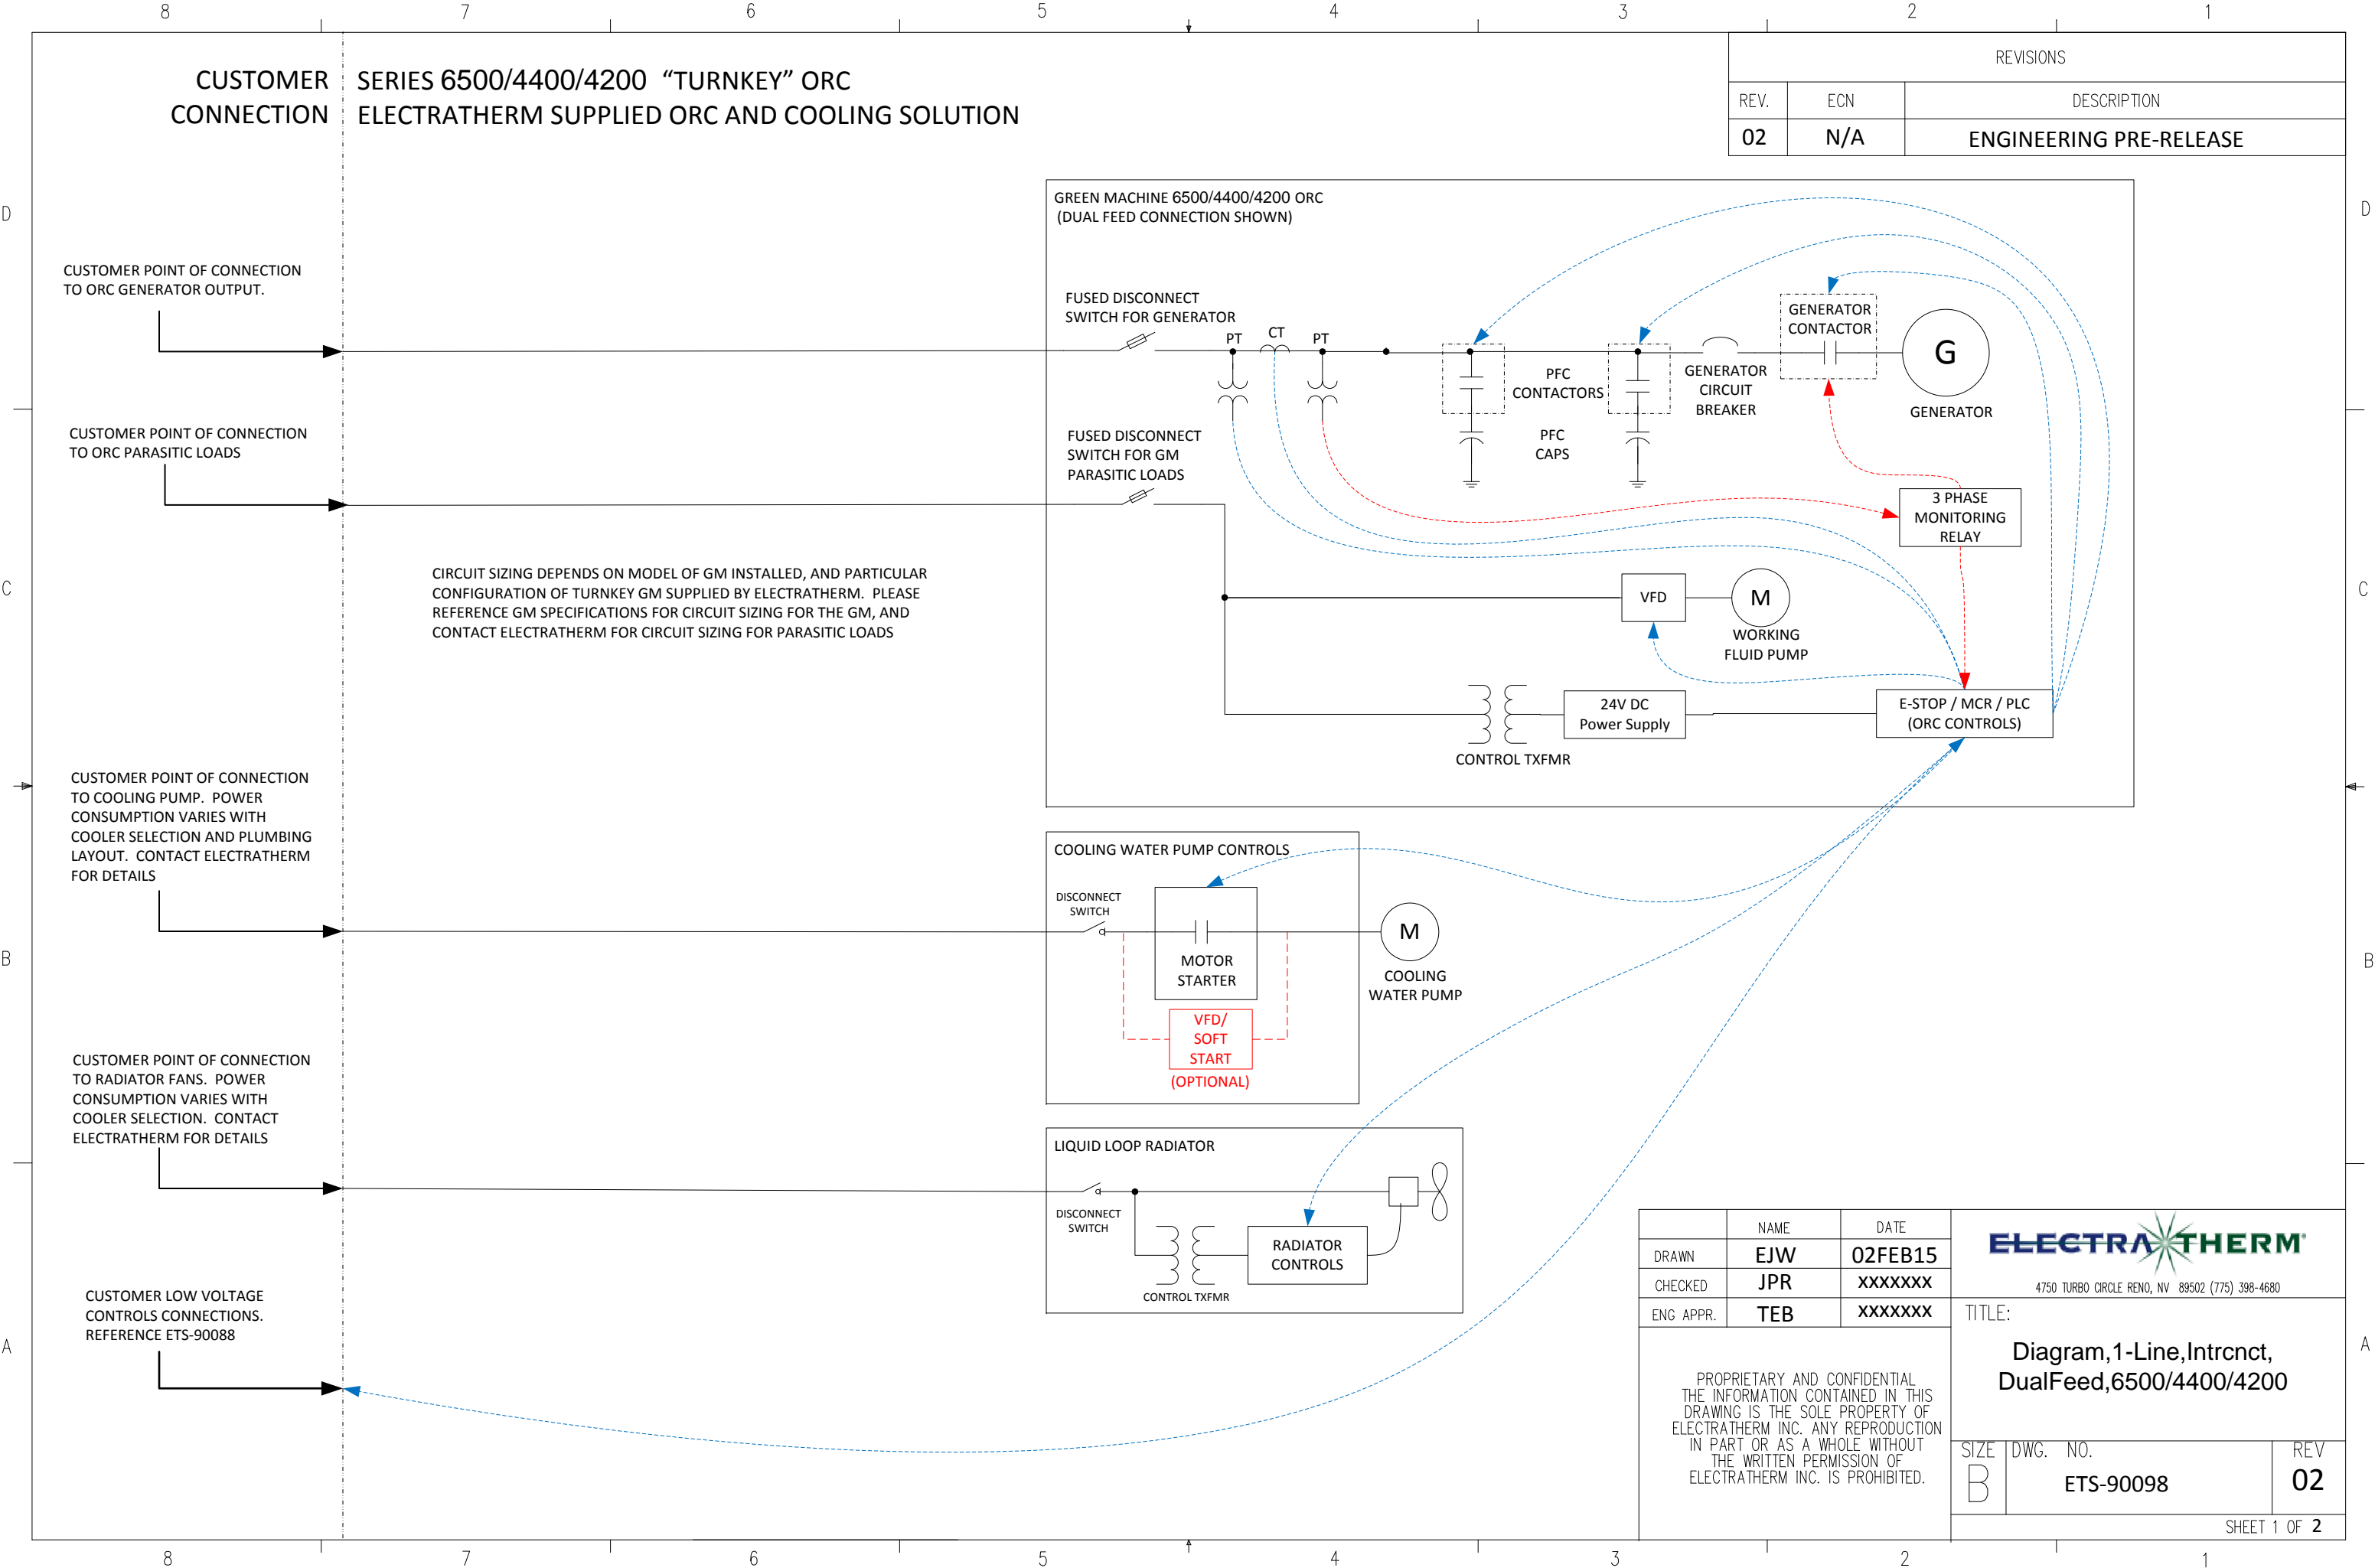 8 7 6 5 4 3 2 1
CUSTOMER
CONNECTION
SERIES 6500/4400/4200 “TURNKEY” ORC
ELECTRATHERM SUPPLIED ORC AND COOLING SOLUTION
REVISIONS
REV. ECN DESCRIPTION
02 N/A ENGINEERING PRE-RELEASE
D
D
GREEN MACHINE 6500/4400/4200 ORC
(DUAL FEED CONNECTION SHOWN)
CUSTOMER POINT OF CONNECTION
TO ORC GENERATOR OUTPUT.
FUSED DISCONNECT
SWITCH FOR GENERATOR
PT
CT
PT
PFC
CONTACTORS
PFC
CAPS
GENERATOR
CIRCUIT
BREAKER
GENERATOR
CONTACTOR
G
GENERATOR
CUSTOMER POINT OF CONNECTION
TO ORC PARASITIC LOADS
FUSED DISCONNECT
SWITCH FOR GM
PARASITIC LOADS
3 PHASE
MONITORING
RELAY
C
C
CIRCUIT SIZING DEPENDS ON MODEL OF GM INSTALLED, AND PARTICULAR
CONFIGURATION OF TURNKEY GM SUPPLIED BY ELECTRATHERM. PLEASE
REFERENCE GM SPECIFICATIONS FOR CIRCUIT SIZING FOR THE GM, AND
CONTACT ELECTRATHERM FOR CIRCUIT SIZING FOR PARASITIC LOADS
VFD
M
WORKING
FLUID PUMP
CONTROL TXFMR
24V DC
Power Supply
E-STOP / MCR / PLC
(ORC CONTROLS)
CUSTOMER POINT OF CONNECTION
TO COOLING PUMP. POWER
CONSUMPTION VARIES WITH
COOLER SELECTION AND PLUMBING
LAYOUT. CONTACT ELECTRATHERM
FOR DETAILS
COOLING WATER PUMP CONTROLS
DISCONNECT
SWITCH
MOTOR
STARTER
VFD/
SOFT
START
(OPTIONAL)
M
COOLING
WATER PUMP
B
B
CUSTOMER POINT OF CONNECTION
TO RADIATOR FANS. POWER
CONSUMPTION VARIES WITH
COOLER SELECTION. CONTACT
ELECTRATHERM FOR DETAILS
LIQUID LOOP RADIATOR
DISCONNECT
SWITCH
CONTROL TXFMR
RADIATOR
CONTROLS
CUSTOMER LOW VOLTAGE
CONTROLS CONNECTIONS.
REFERENCE ETS-90088
A
A
NAME DATE
DRAWN EJW 02FEB15
CHECKED JPR XXXXXXX
ENG APPR. TEB XXXXXXX
PROPRIETARY AND CONFIDENTIAL
THE INFORMATION CONTAINED IN THIS
DRAWING IS THE SOLE PROPERTY OF
ELECTRATHERM INC. ANY REPRODUCTION
IN PART OR AS A WHOLE WITHOUT
THE WRITTEN PERMISSION OF
ELECTRATHERM INC. IS PROHIBITED.
ELECTRATHERM®
4750 TURBO CIRCLE RENO, NV 89502 (775) 398-4680
TITLE:
Diagram,1-Line,Intrcnct,
DualFeed,6500/4400/4200
SIZE DWG. NO. REV
B ETS-90098 02
SHEET 1 OF 2
8 7 6 5 4 3 2 1